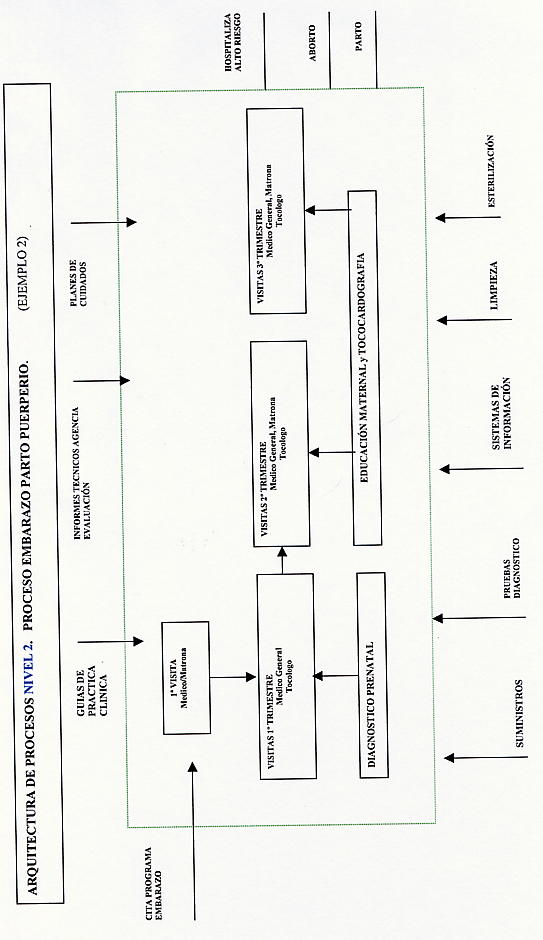 ARQUITECTURA DE PROCESOS NIVEL 2. PROCESO EMBARAZO PARTO PUERPERIO. (EJEMPLO 2)
GUIAS DE
PRACTICA
CLINICA
INFORMES TECNICOS AGENCIA
EVALUACIÓN
PLANES DE
CUIDADOS
CITA PROGRAMA
EMBARAZO
1ª VISITA
Medico/Matrona
VISITAS 1º TRIMESTRE
Medico General
Tocologo
VISITAS 2º TRIMESTRE
Medico General, Matrona
Tocologo
VISITAS 3º TRIMESTRE
Medico General, Matrona
Tocologo
HOSPITALIZA
ALTO RIESGO
ABORTO
PARTO
DIAGNOSTICO PRENATAL
EDUCACIÓN MATERNAL y TOCOCARDOGRAFIA
SUMINISTROS
PRUEBAS
DIAGNOSTICO
SISTEMAS DE
INFORMACIÓN
LIMPIEZA
ESTERILIZACIÓN